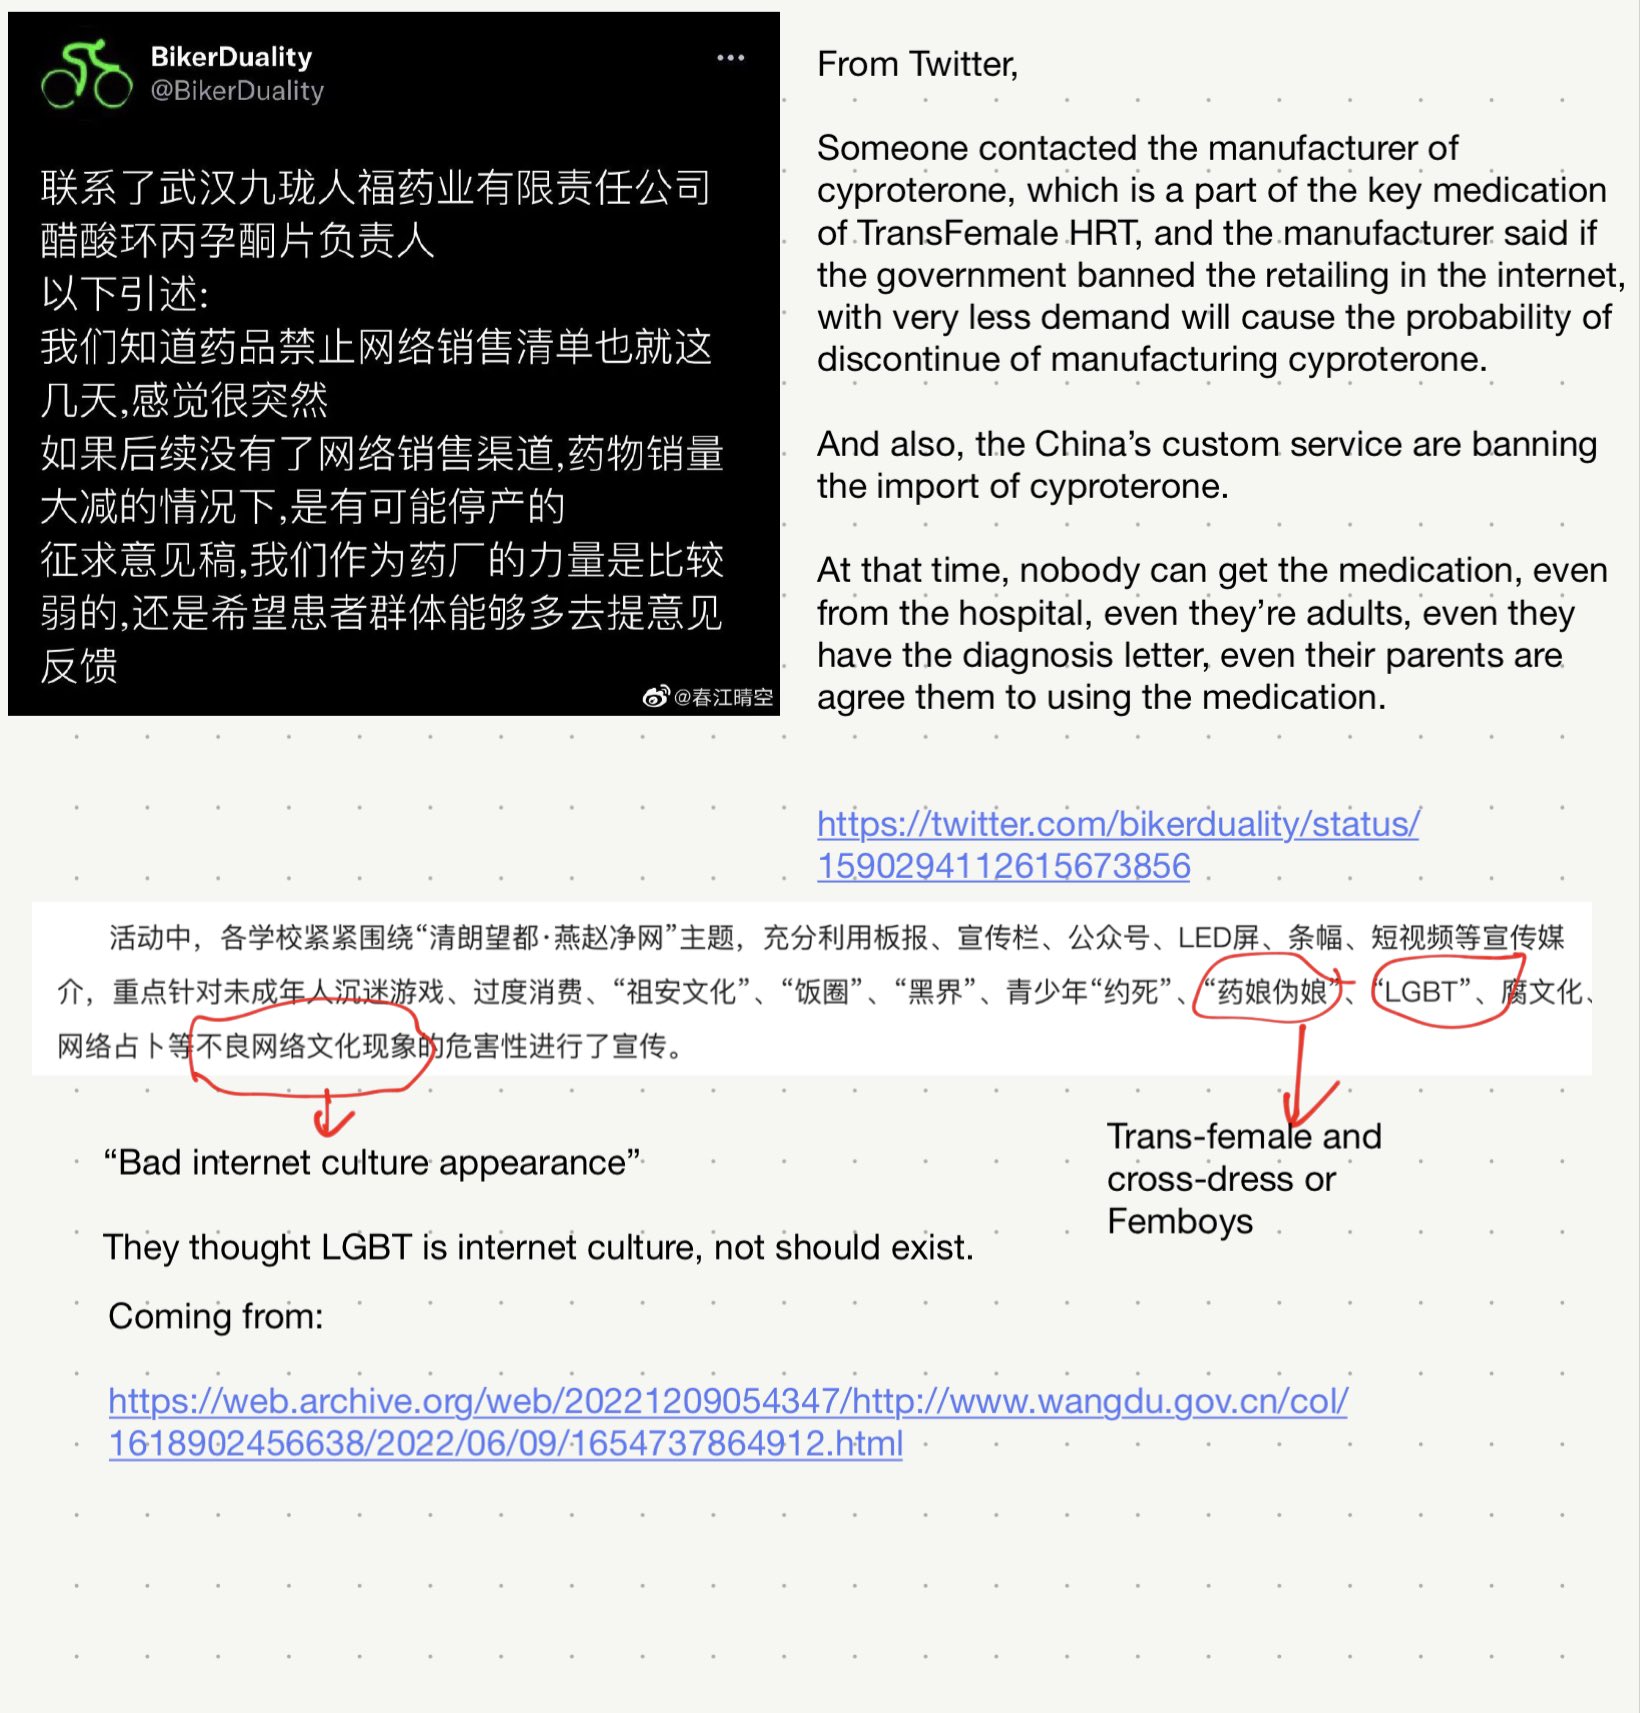 BikerDuality
@BikerDuality
联系了武汉九珑人福药业有限责任公司
醋酸环丙孕酮片负责人
以下引述:
我们知道药品禁止网络销售清单也就这
几天,感觉很突然
如果后续没有了网络销售渠道,药物销量
大减的情况下,是有可能停产的
征求意见稿,我们作为药厂的力量是比较
弱的,还是希望患者群体能够多去提意见
反馈
@春江晴空
From Twitter,
Someone contacted the manufacturer of
cyproterone, which is a part of the key medication
of TransFemale HRT, and the manufacturer said if
the government banned the retailing in the internet,
with very less demand will cause the probability of
discontinue of manufacturing cyproterone.
And also, the China’s custom service are banning
the import of cyproterone.
At that time, nobody can get the medication, even
from the hospital, even they’re adults, even they
have the diagnosis letter, even their parents are
agree them to using the medication.
https://twitter.com/bikerduality/status/
1590294112615673856
活动中，各学校紧紧围绕“清朗望都·燕赵净网”主题，充分利用板报、宣传栏、公众号、LED屏、条幅、短视频等宣传媒
介，重点针对未成年人沉迷游戏、过度消费、“祖安文化”、“饭圈”、“黑界”、青少年“约死”、“药娘伪娘”、“LGBT”、腐文化、
网络占卜等不良网络文化现象的危害性进行了宣传。
“Bad internet culture appearance”
They thought LGBT is internet culture, not should exist.
Trans-female and
cross-dress or
Femboys
Coming from:
https://web.archive.org/web/20221209054347/http://www.wangdu.gov.cn/col/
1618902456638/2022/06/09/1654737864912.html